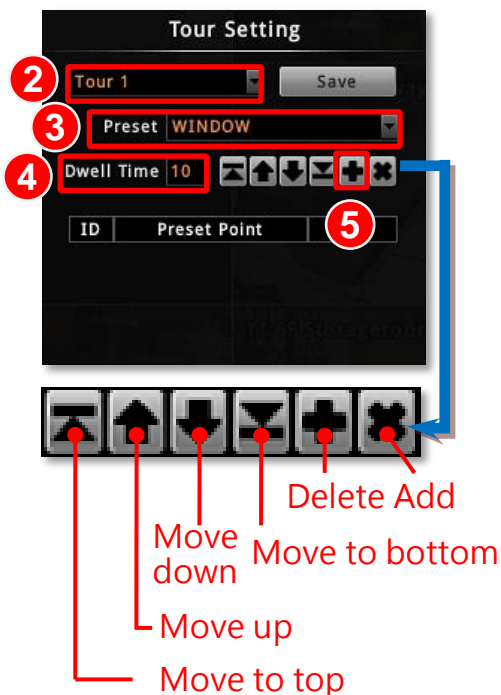 Tour Setting
2
Tour 1
Save
3
Preset WINDOW
4
Dwell Time 10
5
ID Preset Point
Delete Add
Move down
Move to bottom
Move up
Move to top